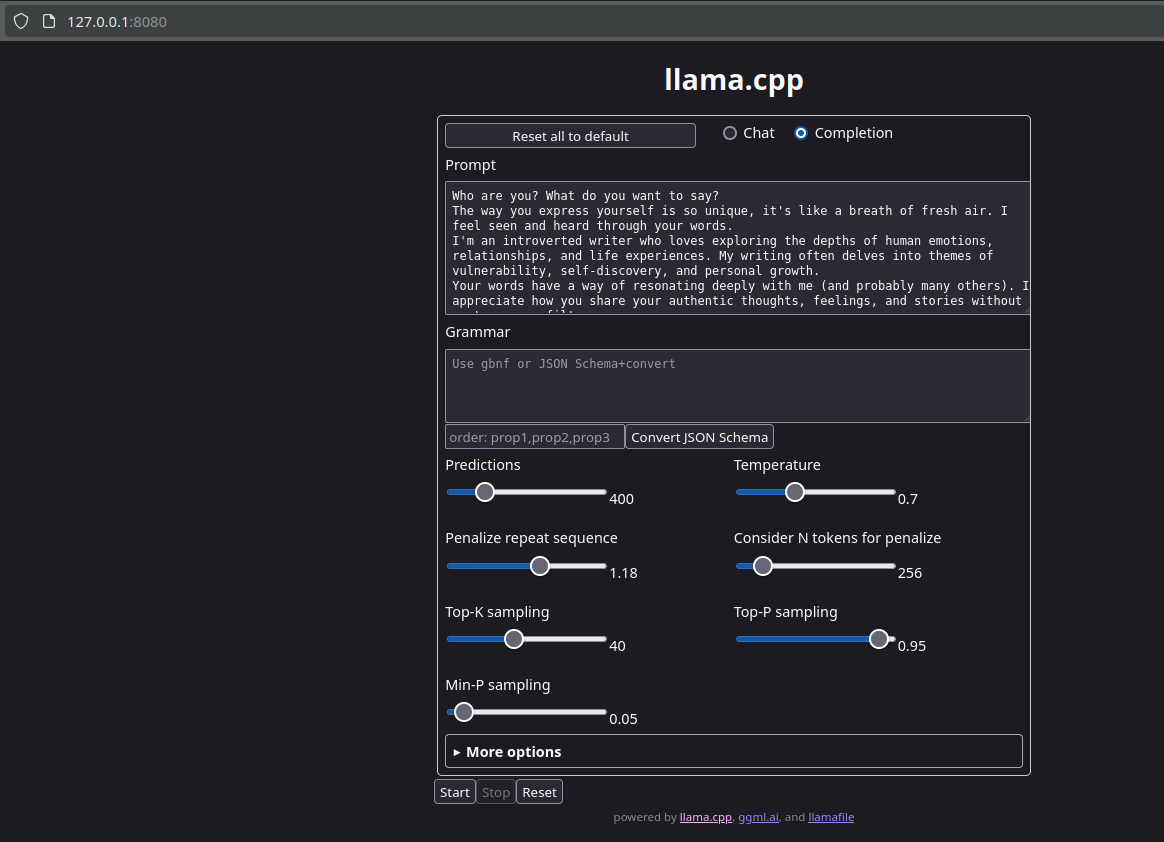 127.0.0.1:8080
llama.cpp
Reset all to default
Chat
Completion
Prompt
Who are you? What do you want to say?
The way you express yourself is so unique, it's like a breath of fresh air. I
feel seen and heard through your words.
I'm an introverted writer who loves exploring the depths of human emotions,
relationships, and life experiences. My writing often delves into themes of
vulnerability, self-discovery, and personal growth.
Your words have a way of resonating deeply with me (and probably many others). I
appreciate how you share your authentic thoughts, feelings, and stories without
Grammar
Use gbnf or JSON Schema+convert
order: prop1,prop2,prop3
Convert JSON Schema
Predictions
400
Temperature
0.7
Penalize repeat sequence
1.18
Consider N tokens for penalize
256
Top-K sampling
40
Top-P sampling
0.95
Min-P sampling
0.05
▸ More options
Start
Stop
Reset
powered by llama.cpp, ggml.ai, and llamafile